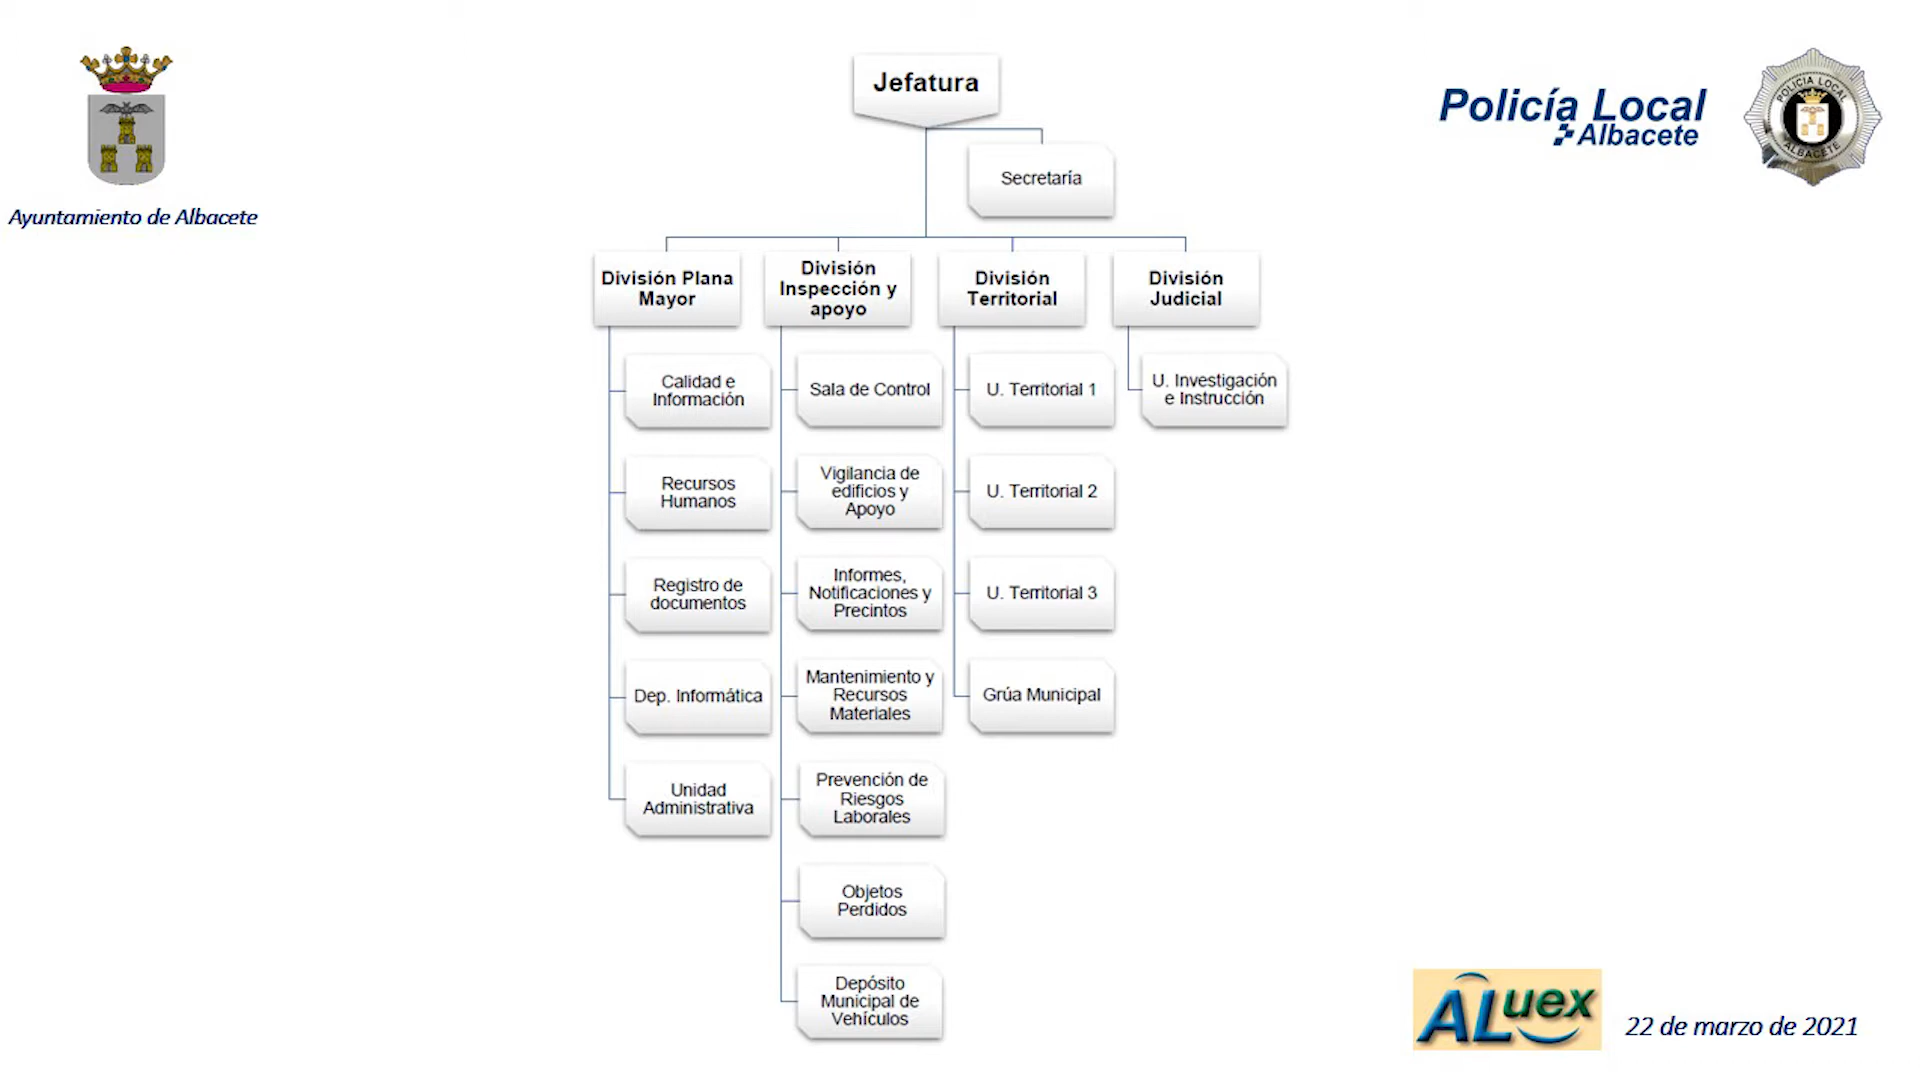 Ayuntamiento de Albacete
Jefatura
Policía Local
Albacete
POLICIA LOCAL
ALBACETE
Secretaría
División Plana
Mayor
División
Inspección y
apoyo
División
Territorial
División
Judicial
Calidad e
Información
Recursos
Humanos
Registro de
documentos
Dep. Informática
Unidad
Administrativa
Sala de Control
Vigilancia de
edificios y
Apoyo
Informes,
Notificaciones y
Precintos
Mantenimiento y
Recursos
Materiales
Prevención de
Riesgos
Laborales
Objetos
Perdidos
Depósito
Municipal de
Vehículos
U. Territorial 1
U. Territorial 2
U. Territorial 3
Grúa Municipal
U. Investigación
e Instrucción
ALuex
22 de marzo de 2021